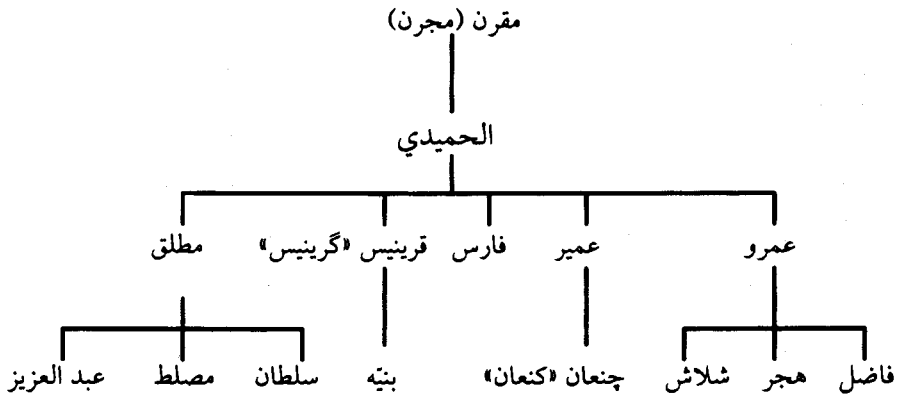 مقرن (مجرن)
الحميدي
عمرو عمير فارس قرينيس «گرينيس» مطلق
فاضل هجر شلاش چنعان «كنعان» بنيّه سلطان مصلط عبد العزيز